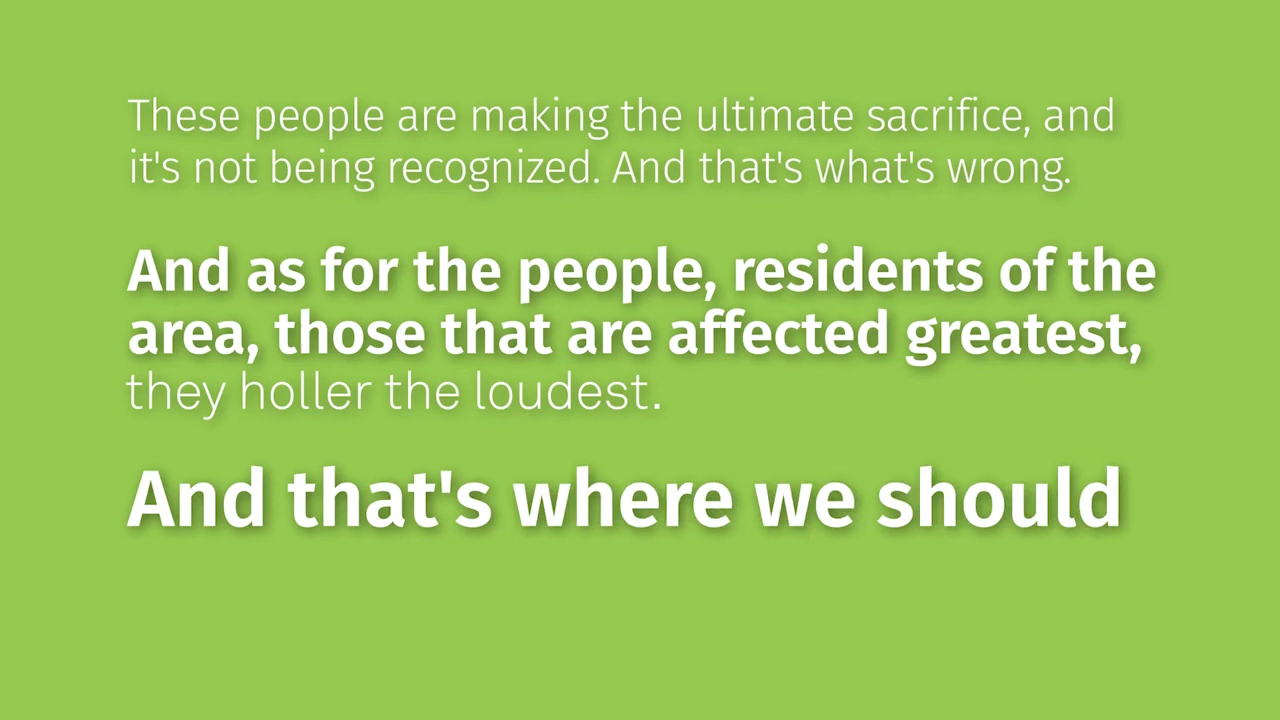 These people are making the ultimate sacrifice, and
it's not being recognized. And that's what's wrong.
And as for the people, residents of the
area, those that are affected greatest,
they holler the loudest.
And that's where we should